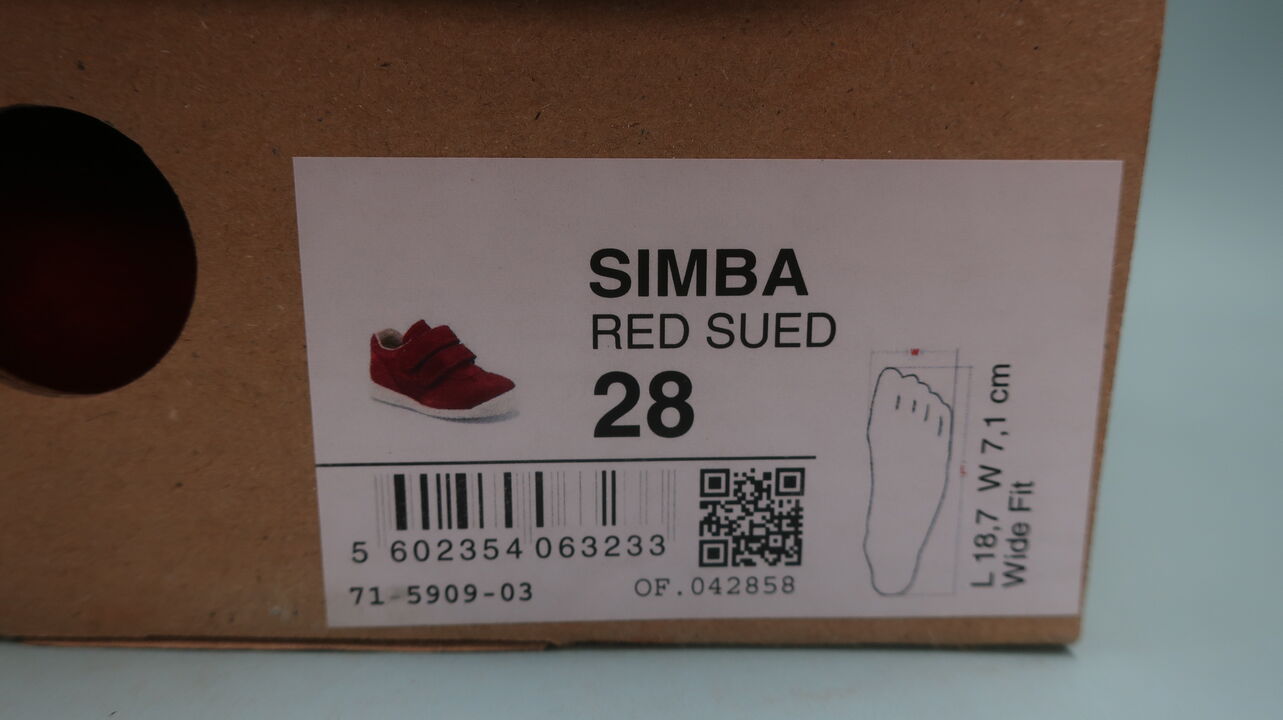 SIMBA
RED SUED
28
5 602354 063233
71-5909-03
OF.042858
L 18,7 W 7,1 cm
Wide Fit